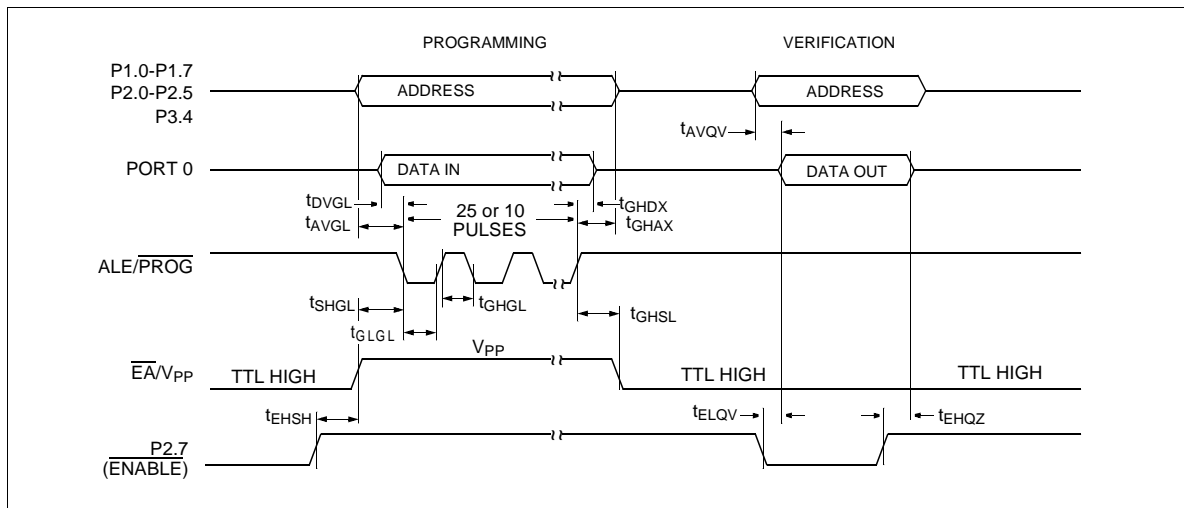 PROGRAMMING
VERIFICATION
P1.0-P1.7
P2.0-P2.5
P3.4
ADDRESS
ADDRESS
tAVQV
PORT 0
DATA IN
DATA OUT
tDVGL
tAVGL
25 or 10
PULSES
tGHDX
tGHAX
ALE/PROG
tSHGL
tGLGL
tGHGL
tGHSL
EA/VPP
TTL HIGH
VPP
TTL HIGH
TTL HIGH
tEHSH
tELQV
tEHQZ
P2.7
(ENABLE)